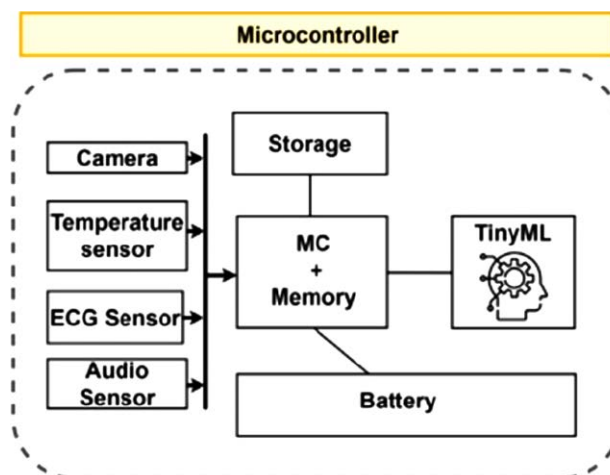 Microcontroller
Camera
Temperature
sensor
ECG Sensor
Audio
Sensor
Storage
MC
+
Memory
TinyML
Battery